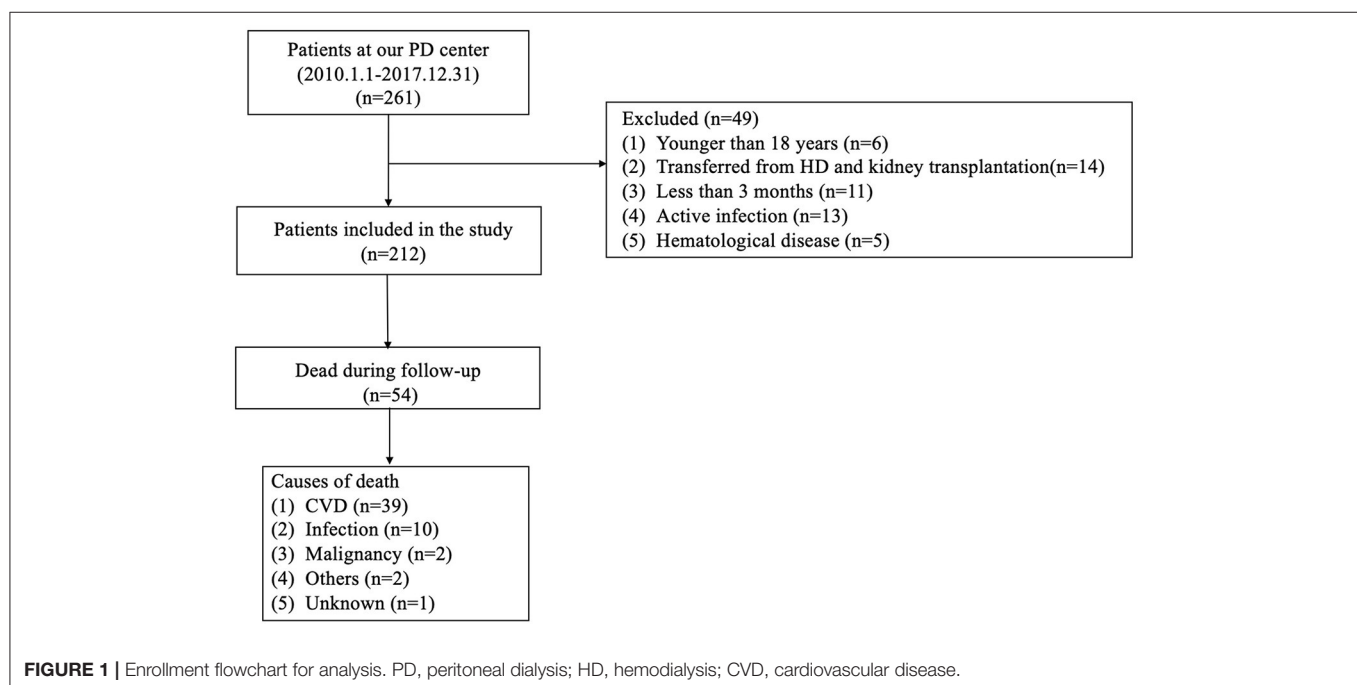 Patients at our PD center
(2010.1.1-2017.12.31)
(n=261)
Excluded (n=49)
(1) Younger than 18 years (n=6)
(2) Transferred from HD and kidney transplantation(n=14)
(3) Less than 3 months (n=11)
(4) Active infection (n=13)
(5) Hematological disease (n=5)
Patients included in the study
(n=212)
Dead during follow-up
(n=54)
Causes of death
(1) CVD (n=39)
(2) Infection (n=10)
(3) Malignancy (n=2)
(4) Others (n=2)
(5) Unknown (n=1)
FIGURE 1 | Enrollment flowchart for analysis. PD, peritoneal dialysis; HD, hemodialysis; CVD, cardiovascular disease.